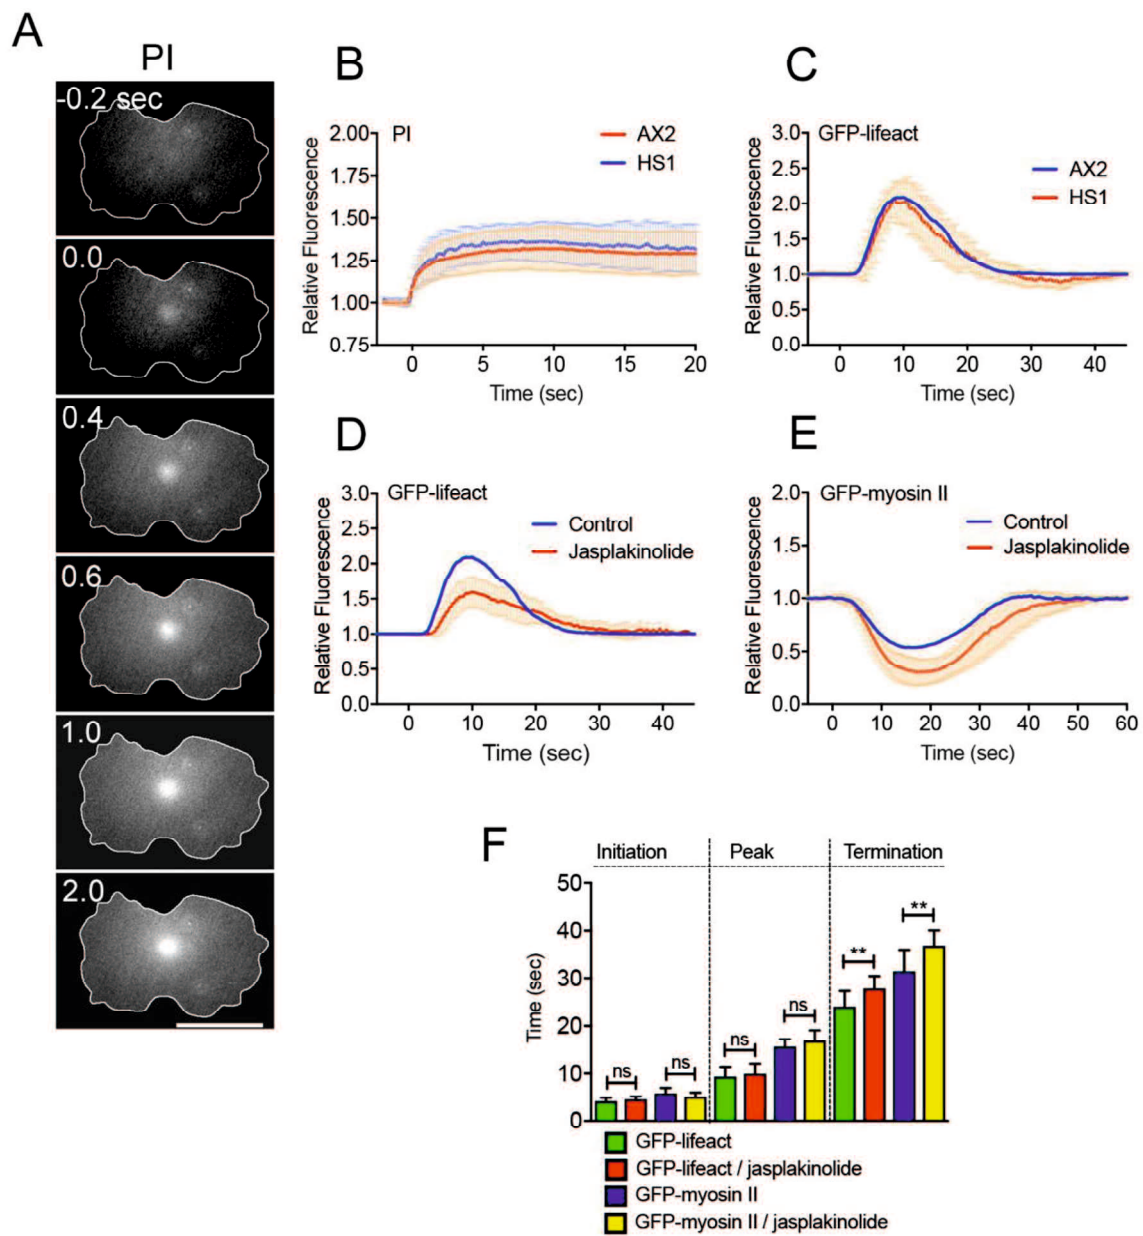 A
PI
-0.2 sec
0.0
0.4
0.6
1.0
2.0
B
PI
AX2
HS1
Relative Fluorescence
2.00
1.75
1.50
1.25
1.00
0.75
0 5 10 15 20
Time (sec)
C
GFP-lifeact
AX2
HS1
Relative Fluorescence
3.0
2.5
2.0
1.5
1.0
0.5
0.0
0 10 20 30 40
Time (sec)
D
GFP-lifeact
Control
Jasplakinolide
Relative Fluorescence
3.0
2.5
2.0
1.5
1.0
0.5
0.0
0 10 20 30 40
Time (sec)
E
GFP-myosin II
Control
Jasplakinolide
Relative Fluorescence
2.0
1.5
1.0
0.5
0.0
0 10 20 30 40 50 60
Time (sec)
F
Initiation Peak Termination
Time (sec)
50
40
30
20
10
0
ns ns ns ns ** **
GFP-lifeact
GFP-lifeact / jasplakinolide
GFP-myosin II
GFP-myosin II / jasplakinolide